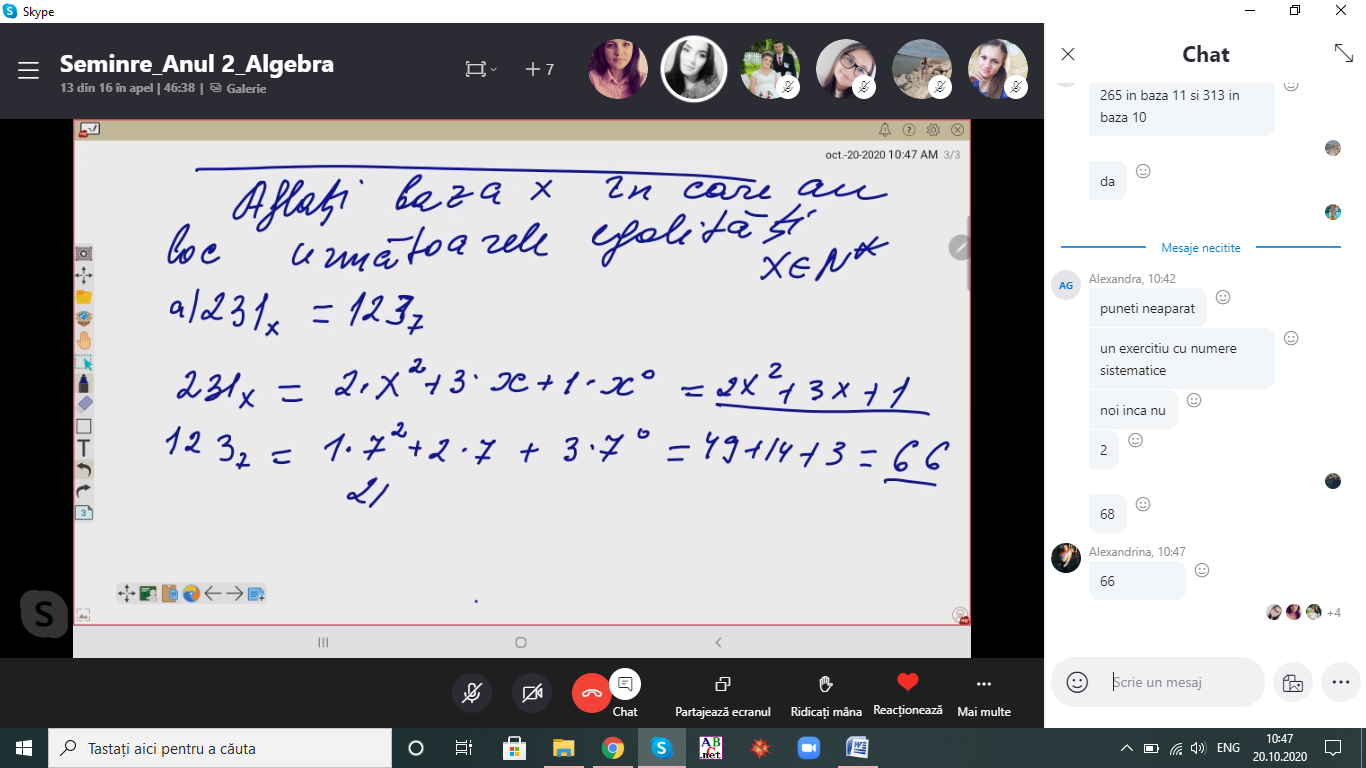 Skype
Seminre_Anul 2_Algebra
13 din 16 în apel | 46:38 | Galerie
+ 7
oct.-20-2020 10:47 AM 3/3
Aflați baza x în care au
loc următoarele egalități
x∈N*
a/ 231ₓ = 123₇
231ₓ = 2·x²+3·x+1·x⁰ = 2x²+3x+1
123₇ = 1·7²+2·7 + 3·7⁰ = 49+14+3 = 66
2/
T
3
S
Chat
Partajează ecranul
Ridicați mâna
Reacționează
Mai multe
Chat
265 in baza 11 si 313 in
baza 10
da
Mesaje necitite
AG
Alexandra, 10:42
puneti neaparat
un exercitiu cu numere
sistematice
noi inca nu
2
68
Alexandrina, 10:47
66
+4
Scrie un mesaj
Tastați aici pentru a căuta
ENG
10:47
20.10.2020